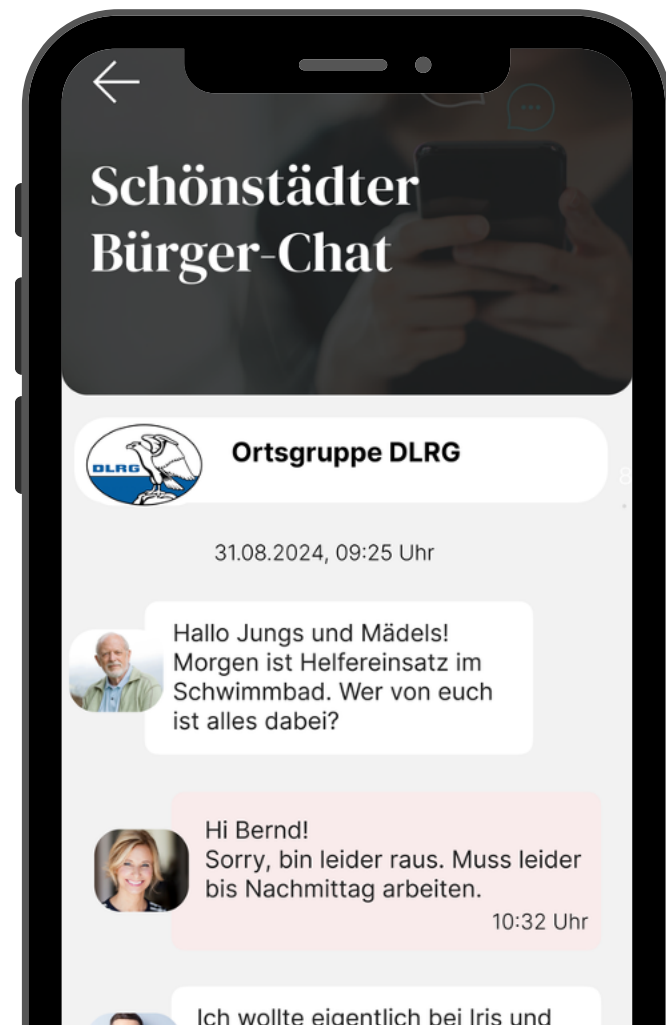 Schönstädter
Bürger-Chat
DLRG
Ortsgruppe DLRG
31.08.2024, 09:25 Uhr
Hallo Jungs und Mädels!
Morgen ist Helfereinsatz im
Schwimmbad. Wer von euch
ist alles dabei?
Hi Bernd!
Sorry, bin leider raus. Muss leider
bis Nachmittag arbeiten.
10:32 Uhr
Ich wollte eigentlich bei Iris und